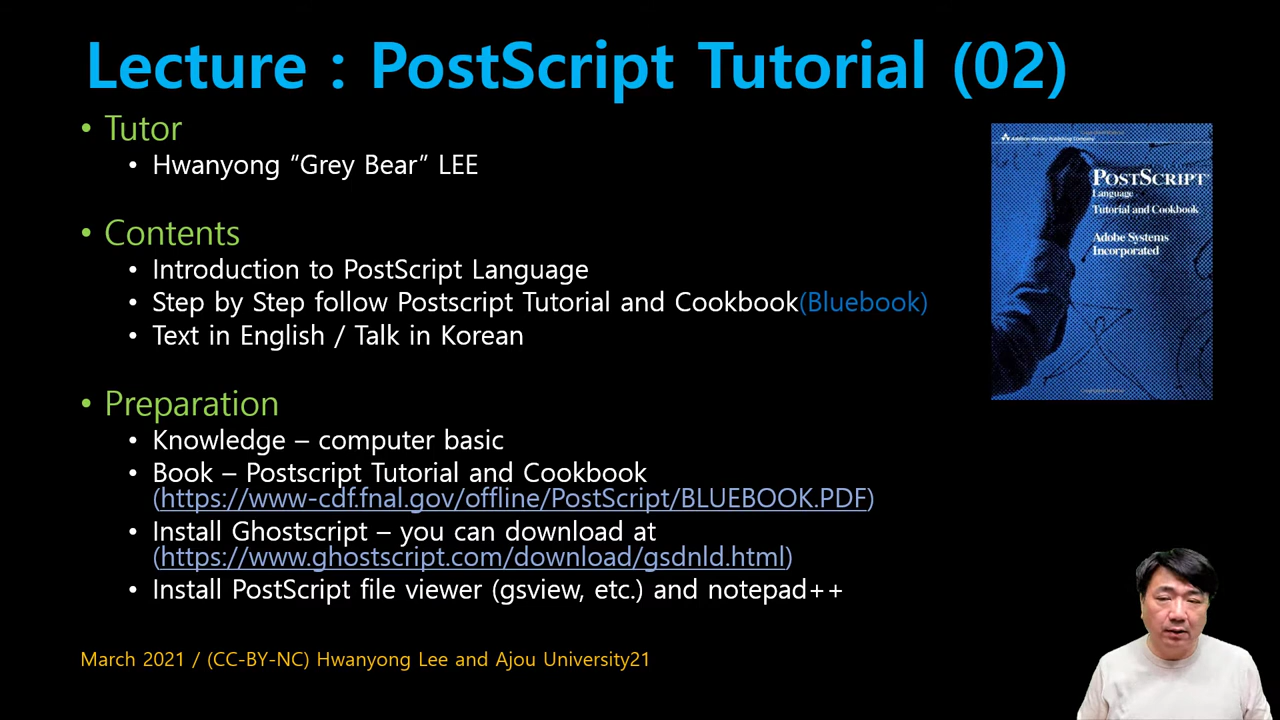 Lecture : PostScript Tutorial (02)
• Tutor
• Hwanyong “Grey Bear” LEE
• Contents
• Introduction to PostScript Language
• Step by Step follow Postscript Tutorial and Cookbook(Bluebook)
• Text in English / Talk in Korean
• Preparation
• Knowledge – computer basic
• Book – Postscript Tutorial and Cookbook
(https://www-cdf.fnal.gov/offline/PostScript/BLUEBOOK.PDF)
• Install Ghostscript – you can download at
(https://www.ghostscript.com/download/gsdnld.html)
• Install PostScript file viewer (gsview, etc.) and notepad++
March 2021 / (CC-BY-NC) Hwanyong Lee and Ajou University21
Addison-Wesley Publishing Company
POSTSCRIPT
Language
Tutorial and Cookbook
Adobe Systems
Incorporated